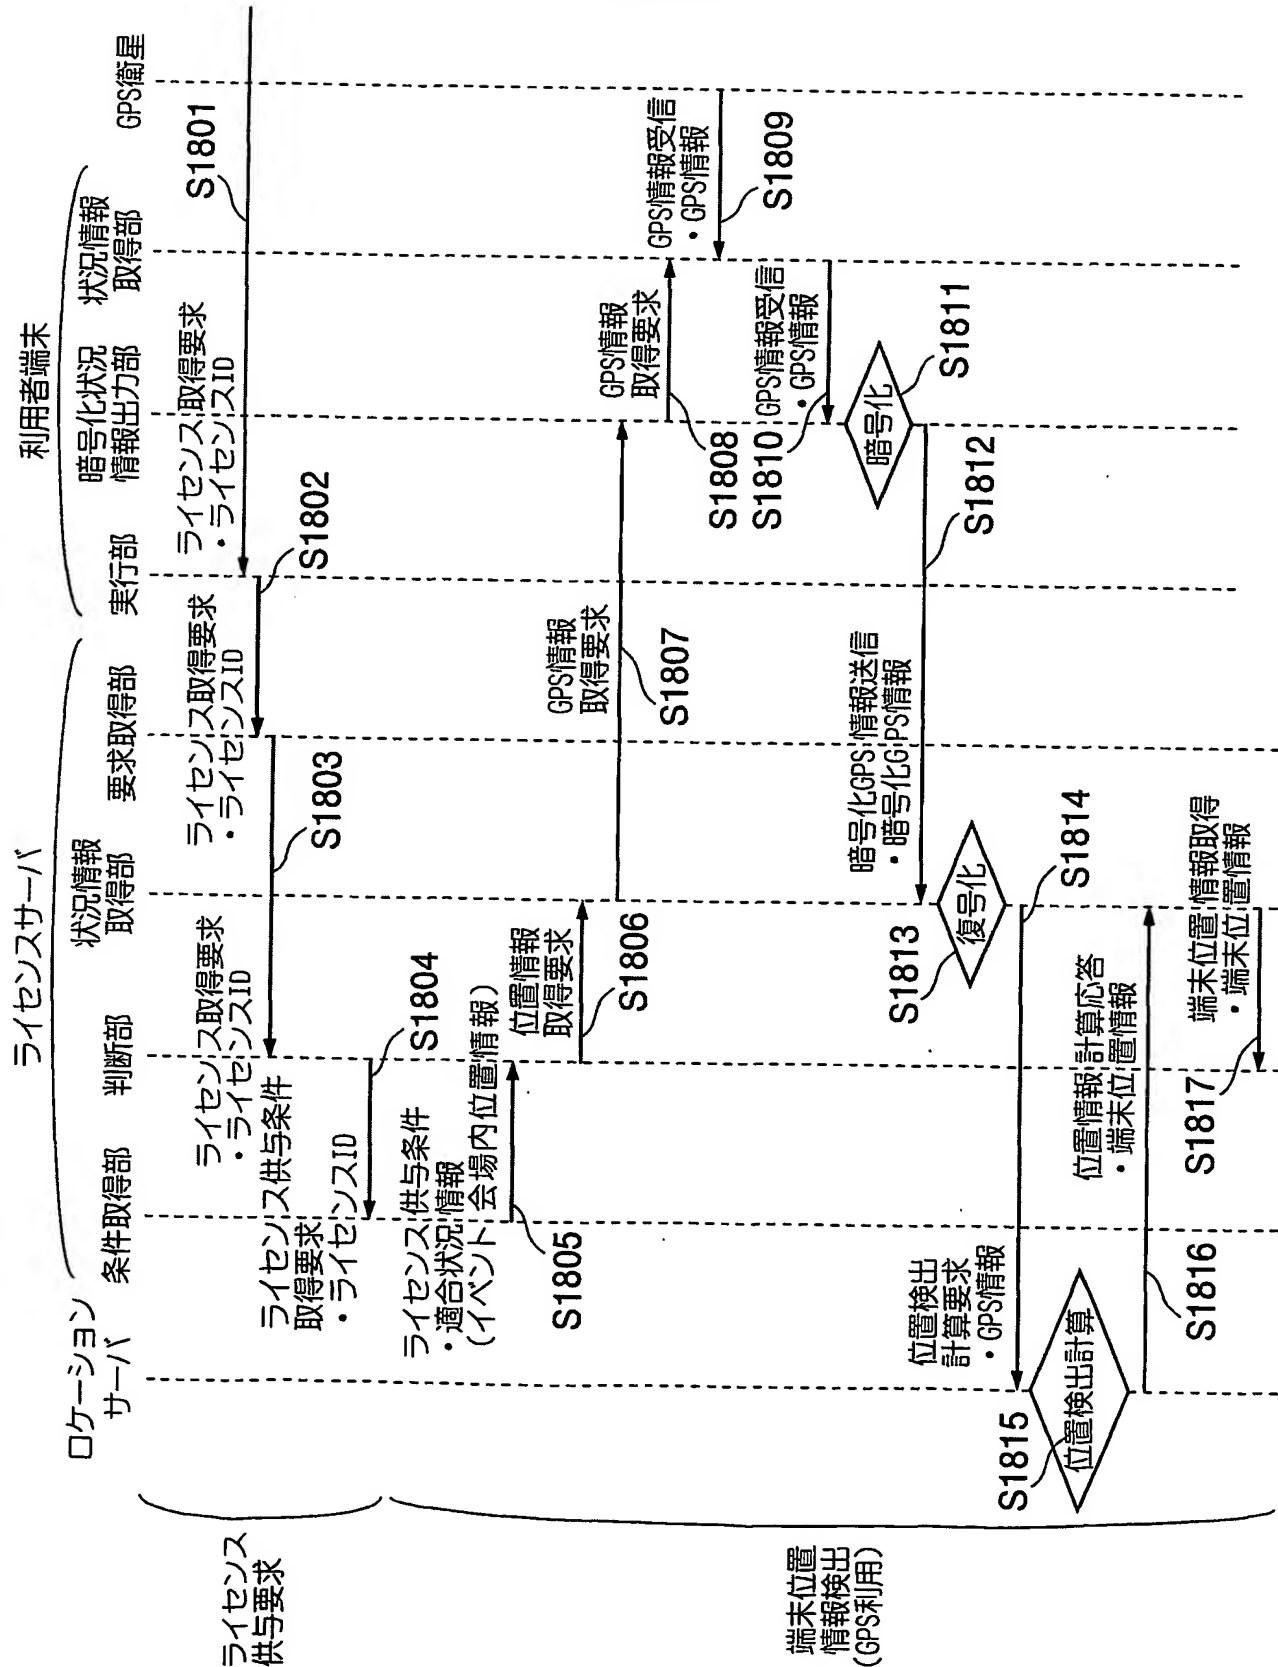 ロケーション
サーバ
ライセンスサーバ
条件取得部
判断部
状況情報
取得部
要求取得部
利用者端末
実行部
暗号化状況
情報出力部
状況情報
取得部
GPS衛星
ライセンス
供与要求
ライセンス取得要求
・ライセンスID
S1801
ライセンス取得要求
・ライセンスID
S1802
ライセンス取得要求
・ライセンスID
S1803
ライセンス供与条件
取得要求
・ライセンスID
S1804
端末位置
情報検出
(GPS利用)
ライセンス供与条件
・適合状況情報
(イベント会場内位置情報)
S1805
位置情報
取得要求
S1806
GPS情報
取得要求
S1807
GPS情報
取得要求
S1808
GPS情報受信
・GPS情報
S1809
GPS情報受信
・GPS情報
S1810
暗号化
S1811
暗号化GPS情報送信
・暗号化GPS情報
S1812
復号化
S1813
位置検出
計算要求
・GPS情報
S1814
位置検出計算
S1815
位置情報計算応答
・端末位置情報
S1816
端末位置情報取得
・端末位置情報
S1817